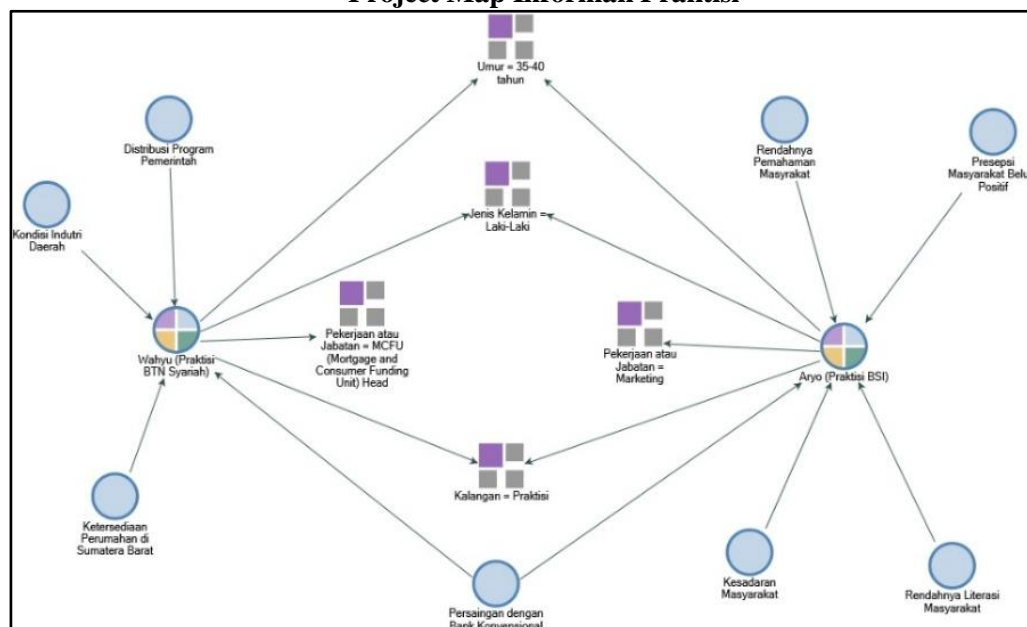 Project Map Informan Praktisi
Umur = 35-40
tahun
Distribusi Program
Pemerintah
Rendahnya
Pemahaman
Masyrakat
Presepsi
Masyarakat Belu
Positif
Jenis Kelamin =
Laki-Laki
Kondisi Indutri
Daerah
Pekerjaan atau
Jabatan = MCFU
(Mortgage and
Consumer Funding
Unit) Head
Pekerjaan atau
Jabatan =
Marketing
Wahyu (Praktisi
BTN Syariah)
Aryo (Praktisi BSI)
Kalangan = Praktisi
Ketersediaan
Perumahan di
Sumatera Barat
Persaingan dengan
Bank Konvensional
Kesadaran
Masyarakat
Rendahnya Literasi
Masyarakat